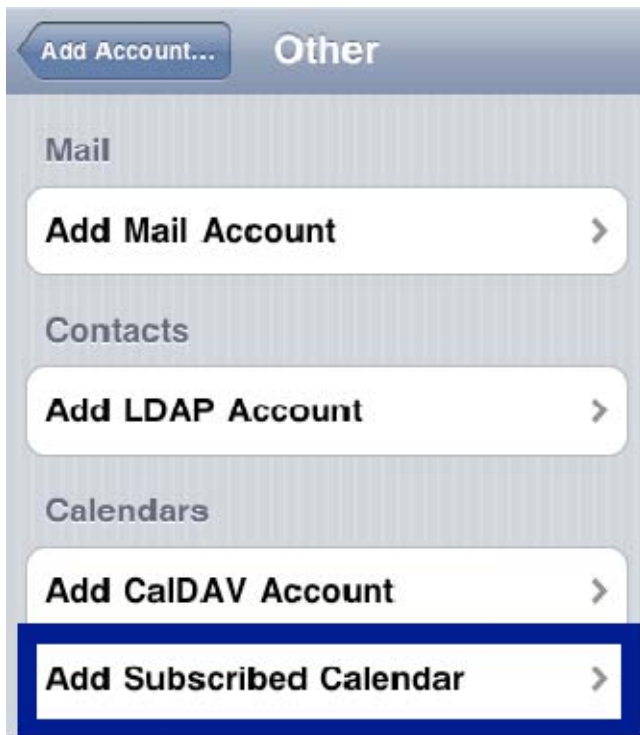 Add Account...
Other
Mail
Add Mail Account
Contacts
Add LDAP Account
Calendars
Add CalDAV Account
Add Subscribed Calendar